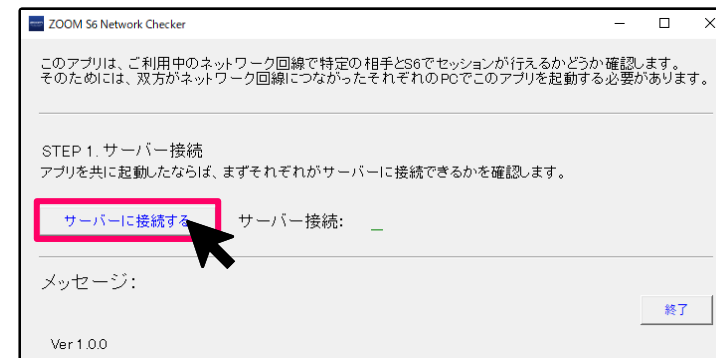 ZOOM S6 Network Checker
このアプリは、ご利用中のネットワーク回線で特定の相手とS6でセッションが行えるかどうか確認します。
そのためには、双方がネットワーク回線につながったそれぞれのPCでこのアプリを起動する必要があります。
STEP 1. サーバー接続
アプリを共に起動したならば、まずそれぞれがサーバーに接続できるかを確認します。
サーバーに接続する サーバー接続: _
メッセージ:
終了
Ver 1.0.0